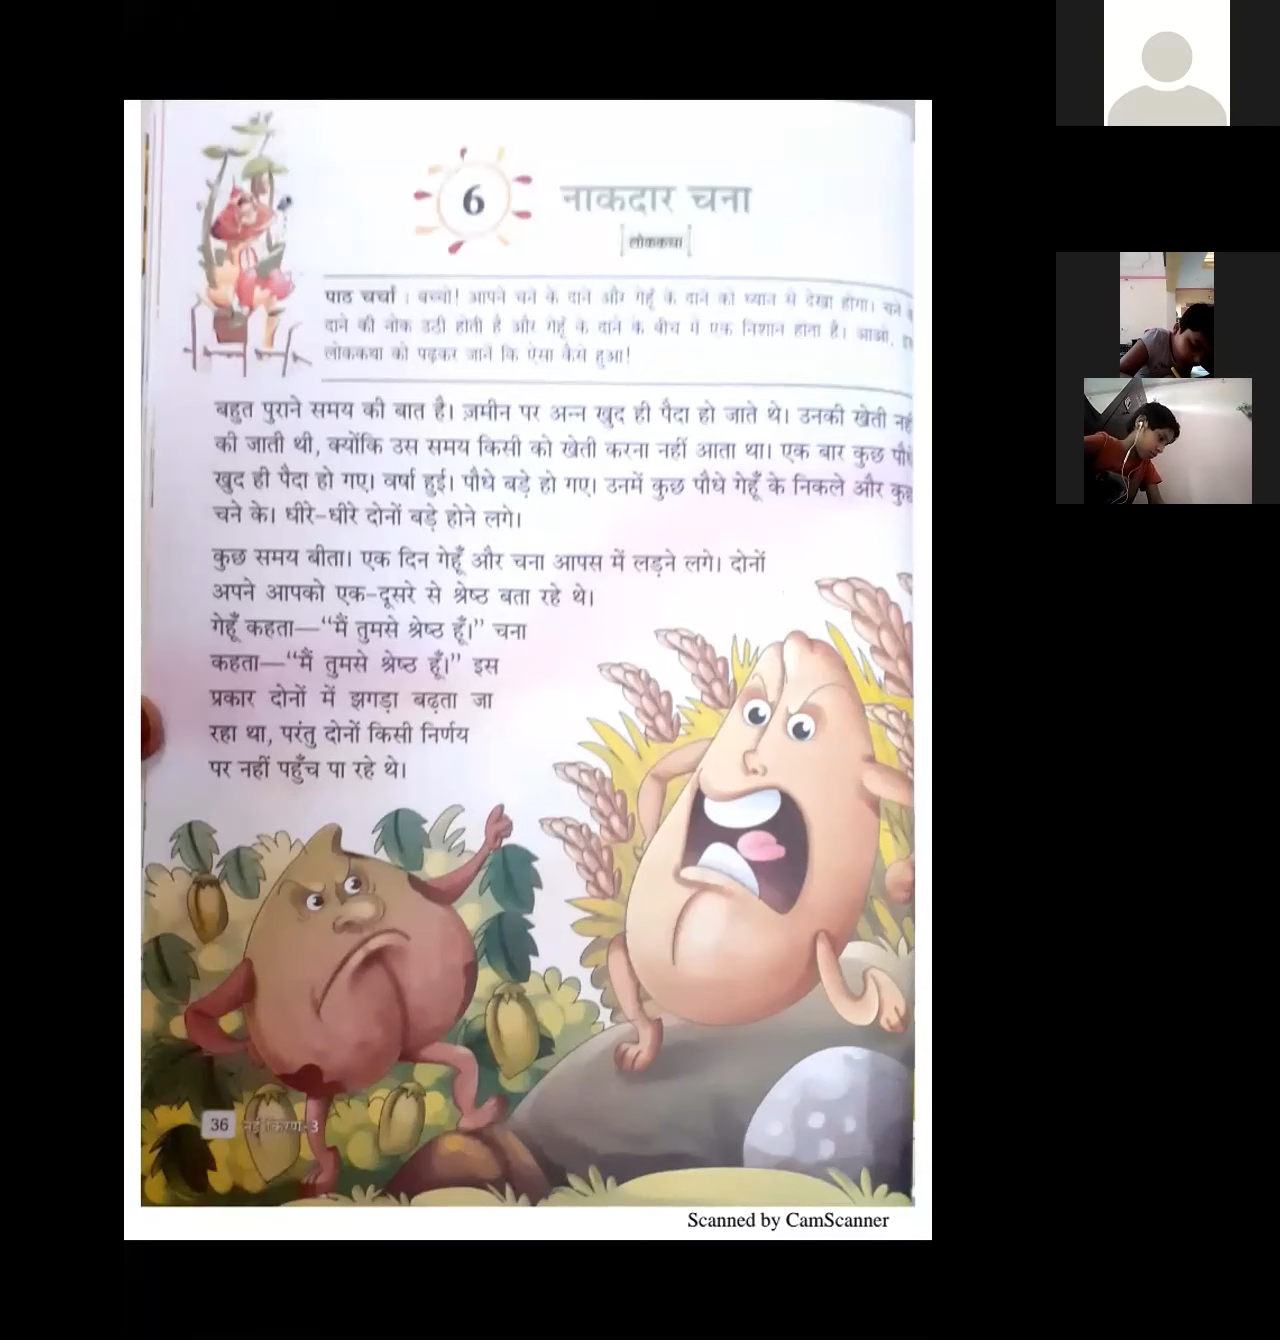 6
नाकदार चना
लोककथा
पाठ चर्चा : बच्चो! आपने चने के दाने और गेहूँ के दाने को ध्यान से देखा होगा। चने
दाने की नोक उठी होती है और गेहूँ के दाने के बीच में एक निशान होता है। आओ,
लोककथा को पढ़कर जानें कि ऐसा कैसे हुआ!
बहुत पुराने समय की बात है। ज़मीन पर अन्न खुद ही पैदा हो जाते थे। उनकी खेती
की जाती थी, क्योंकि उस समय किसी को खेती करना नहीं आता था। एक बार कुछ
खुद ही पैदा हो गए। वर्षा हुई। पौधे बड़े हो गए। उनमें कुछ पौधे गेहूँ के निकले और
चने के। धीरे-धीरे दोनों बड़े होने लगे।
कुछ समय बीता। एक दिन गेहूँ और चना आपस में लड़ने लगे। दोनों
अपने आपको एक-दूसरे से श्रेष्ठ बता रहे थे।
गेहूँ कहता—“मैं तुमसे श्रेष्ठ हूँ।” चना
कहता—“मैं तुमसे श्रेष्ठ हूँ।” इस
प्रकार दोनों में झगड़ा बढ़ता जा
रहा था, परंतु दोनों किसी निर्णय
पर नहीं पहुँच पा रहे थे।
36 नई किरण-3
Scanned by CamScanner